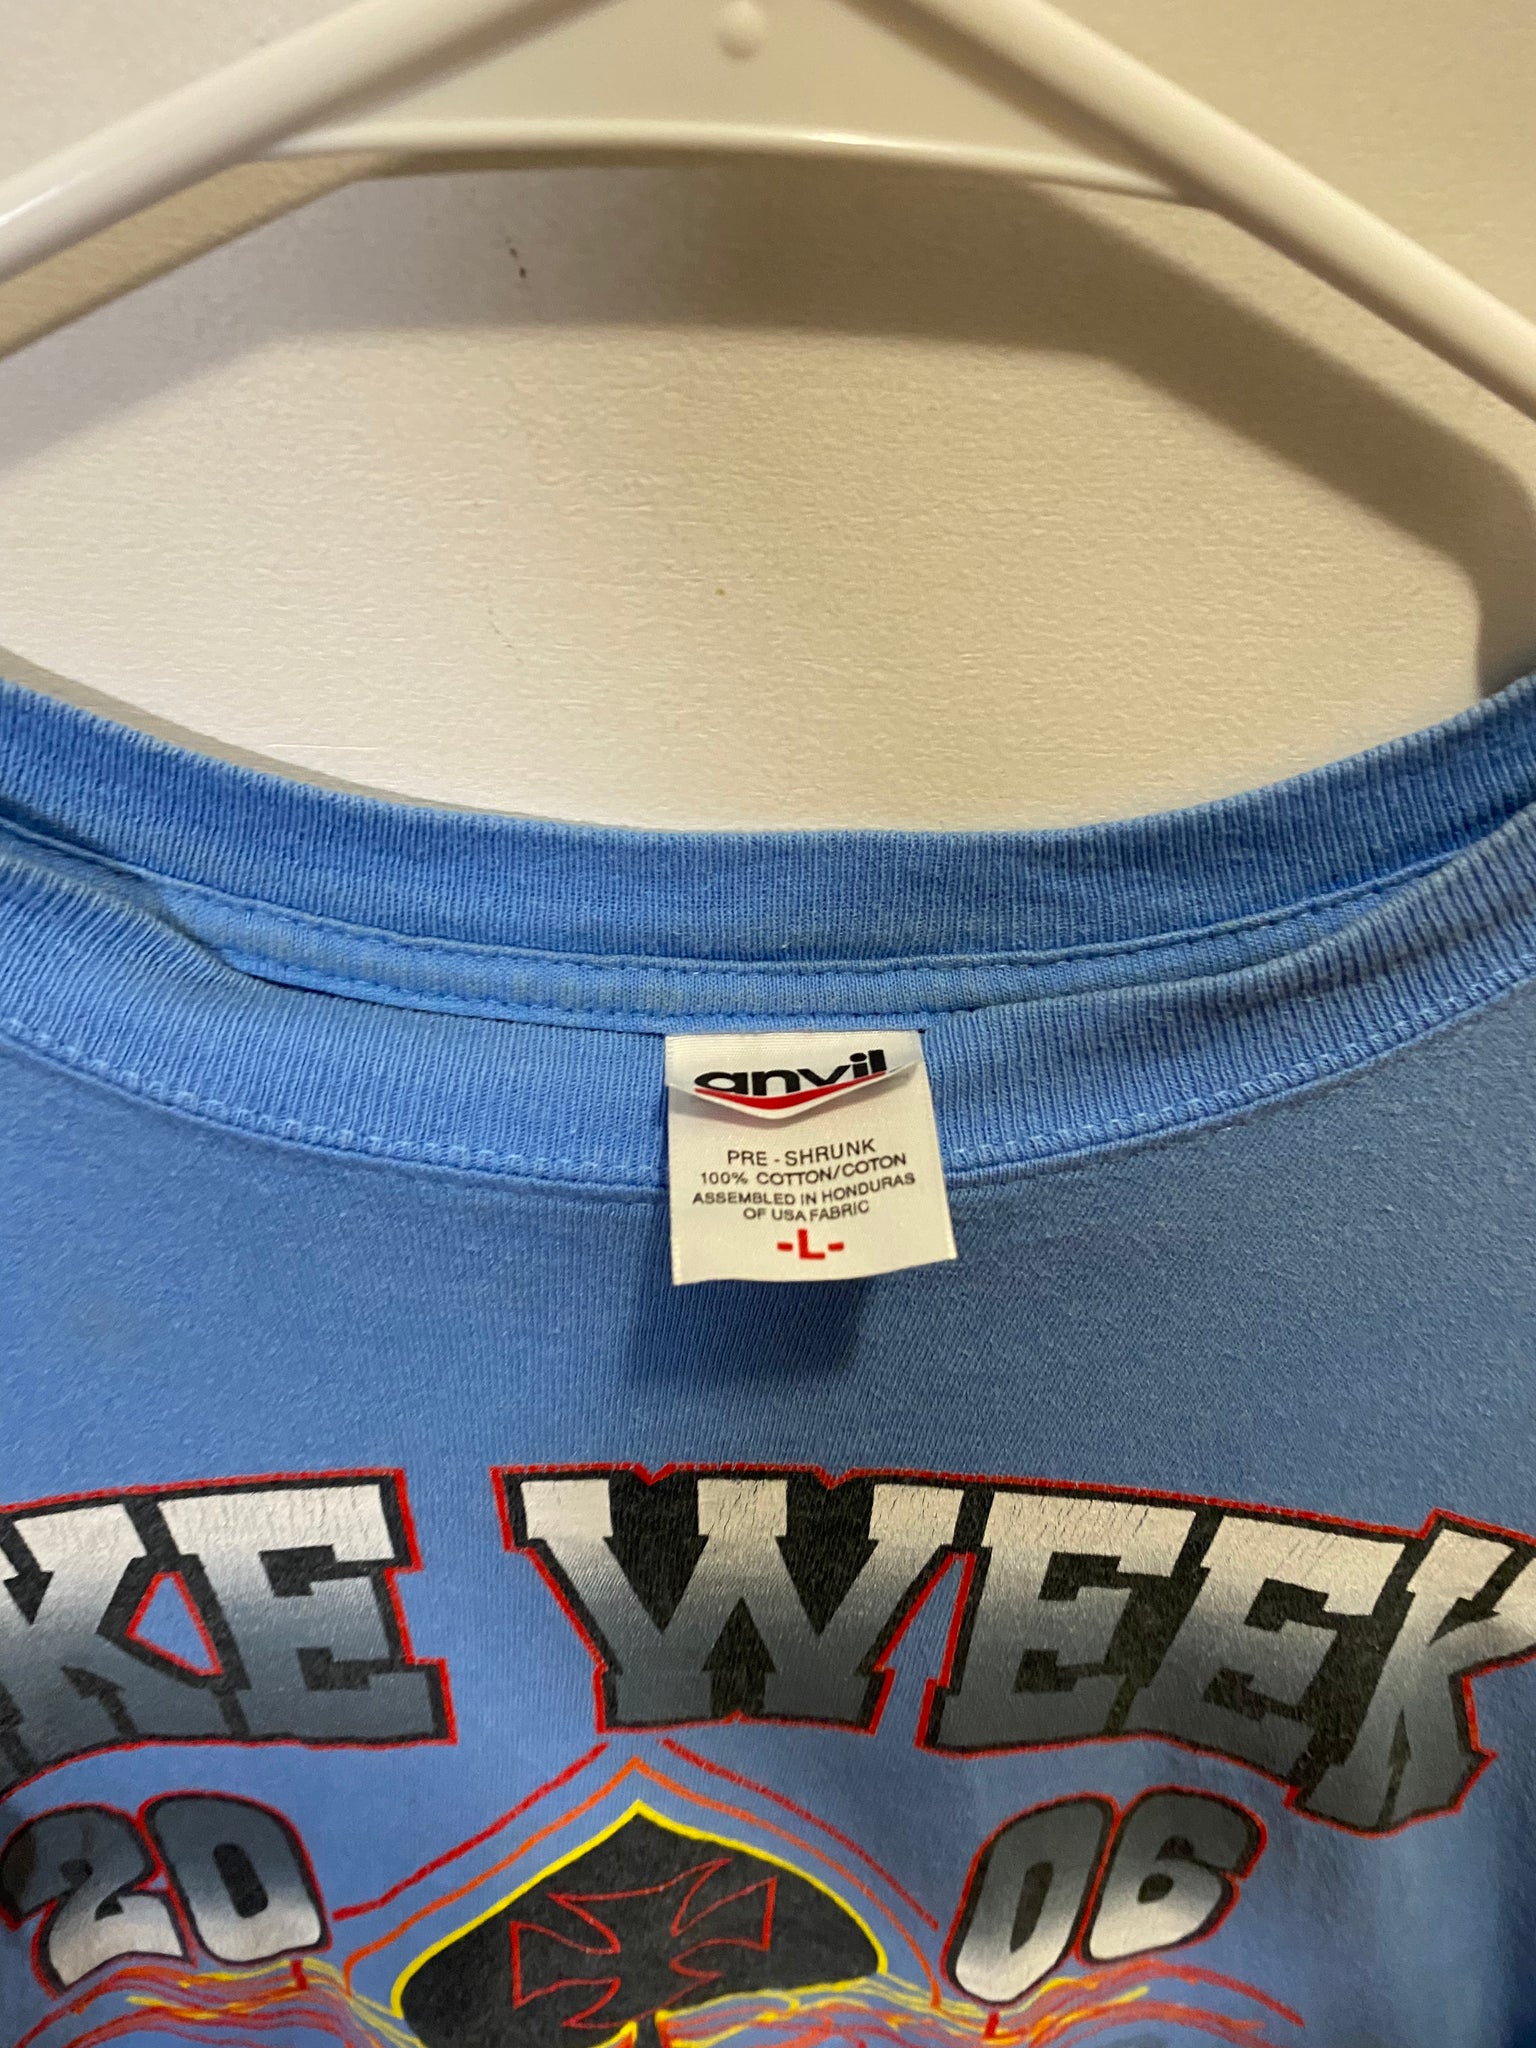 anvil
PRE-SHRUNK
100% COTTON/COTON
ASSEMBLED IN HONDURAS
OF USA FABRIC
-L-
KE WEEK
20 06